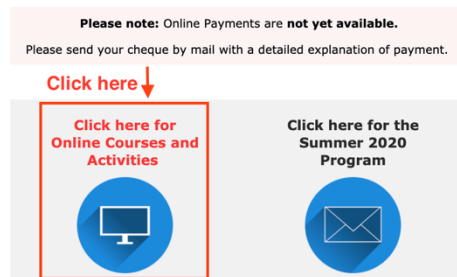 Please note: Online Payments are not yet available.
Please send your cheque by mail with a detailed explanation of payment.
Click here
Click here for
Online Courses and
Activities
Click here for the
Summer 2020
Program